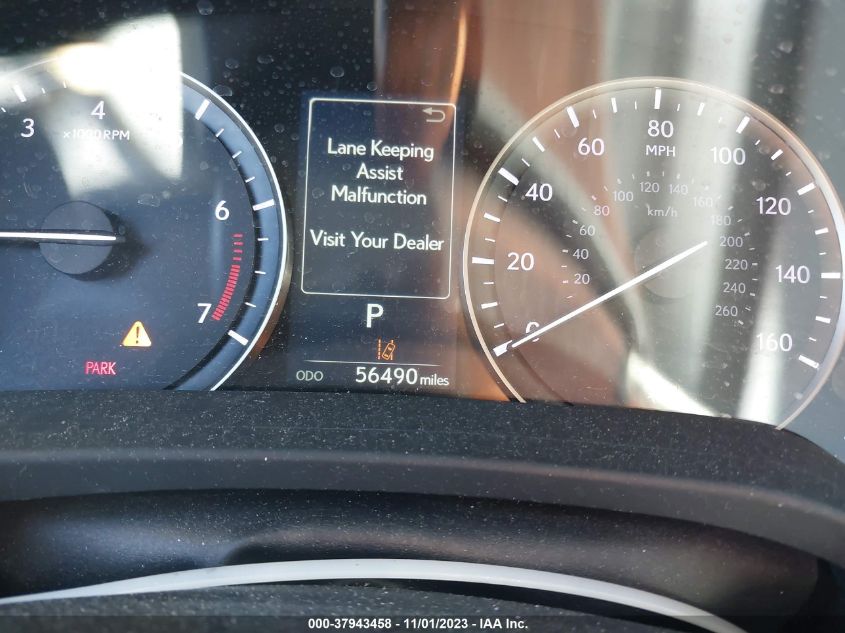 3
4
×1000 RPM
6
7
PARK
Lane Keeping
Assist
Malfunction
Visit Your Dealer
P
ODO 56490 miles
0
20
40
60
80
100
120
140
160
MPH
20
40
60
80
100
120
140
160
180
200
220
240
260
km/h
000-37943458 - 11/01/2023 - IAA Inc.